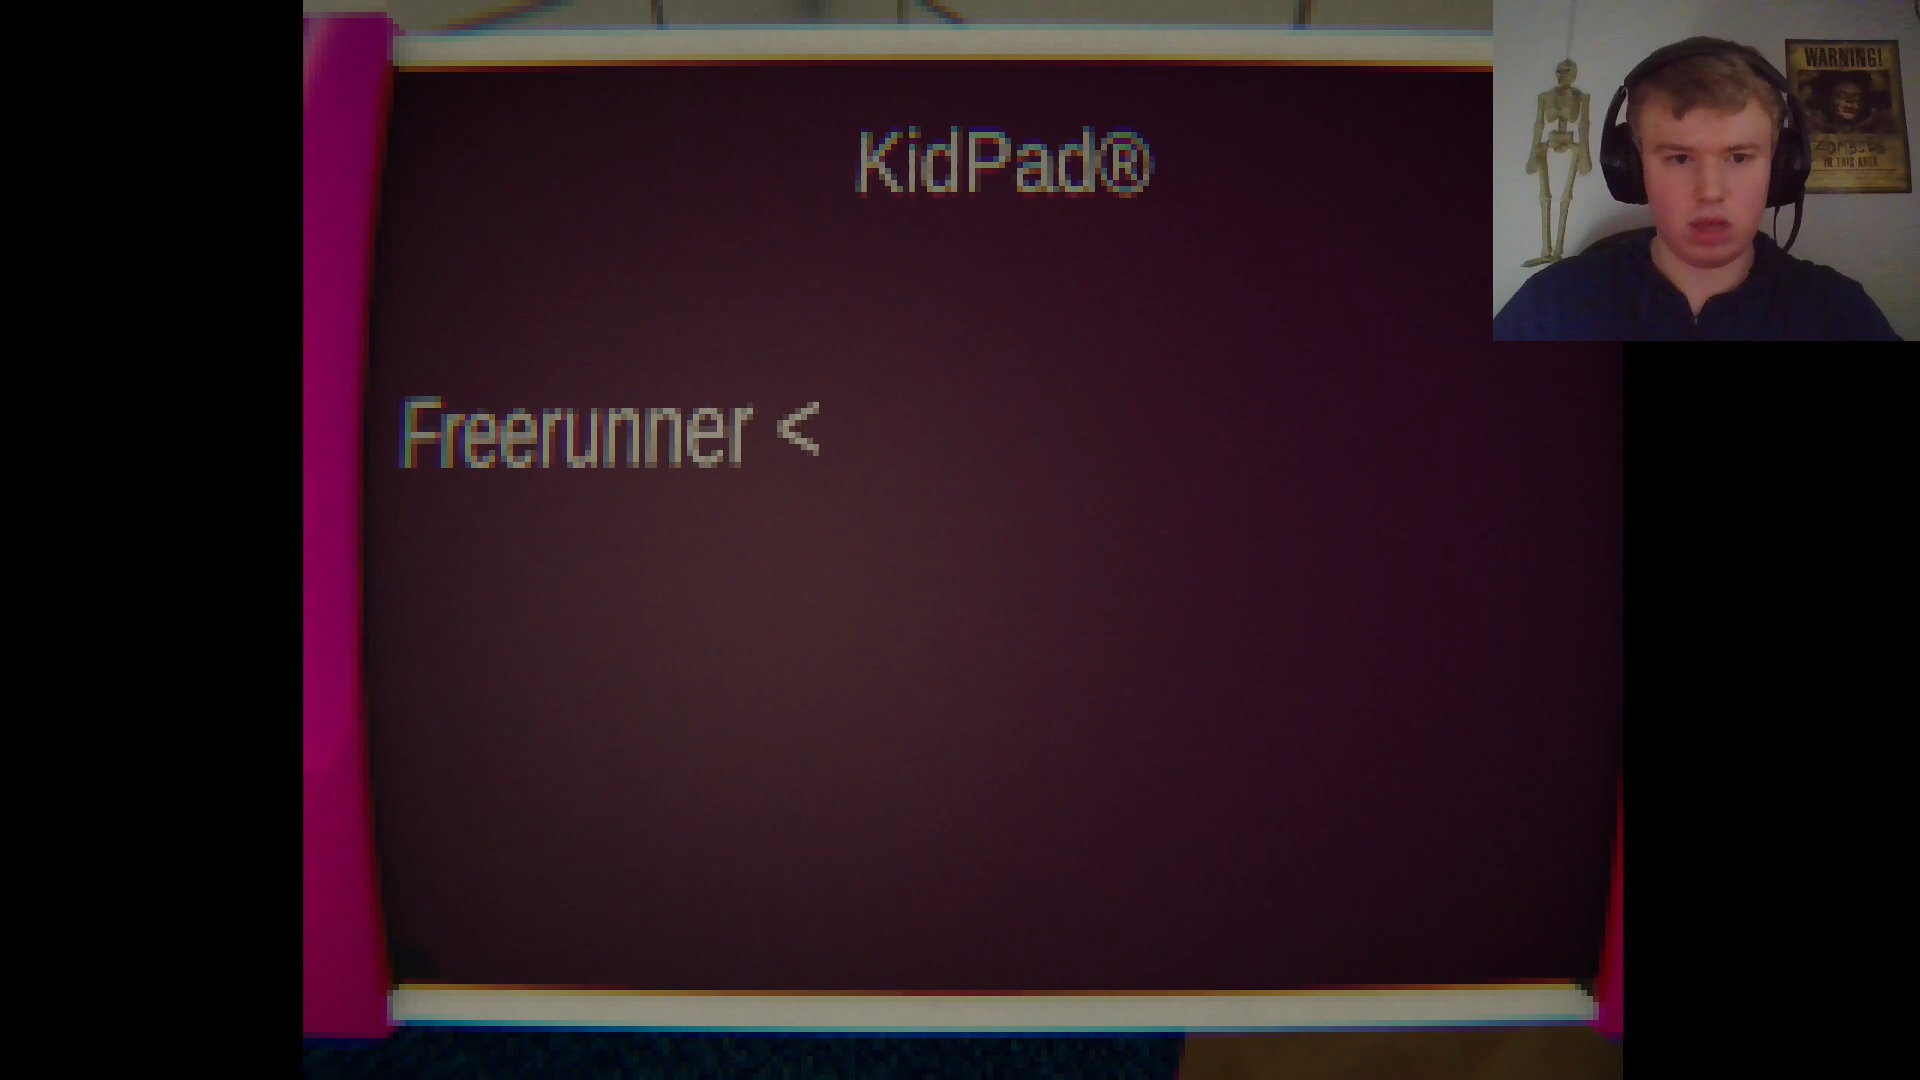 KidPad®
Freerunner <
WARNING!
ZOMBIES
IN THIS AREA